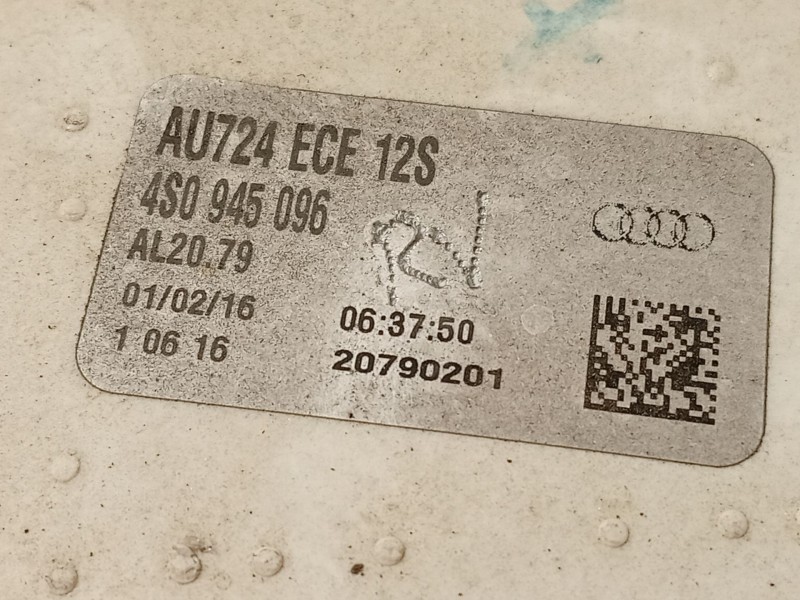 AU724 ECE 12S
4S0 945 096
AL20.79
01/02/16 06:37:50
1 06 16 20790201